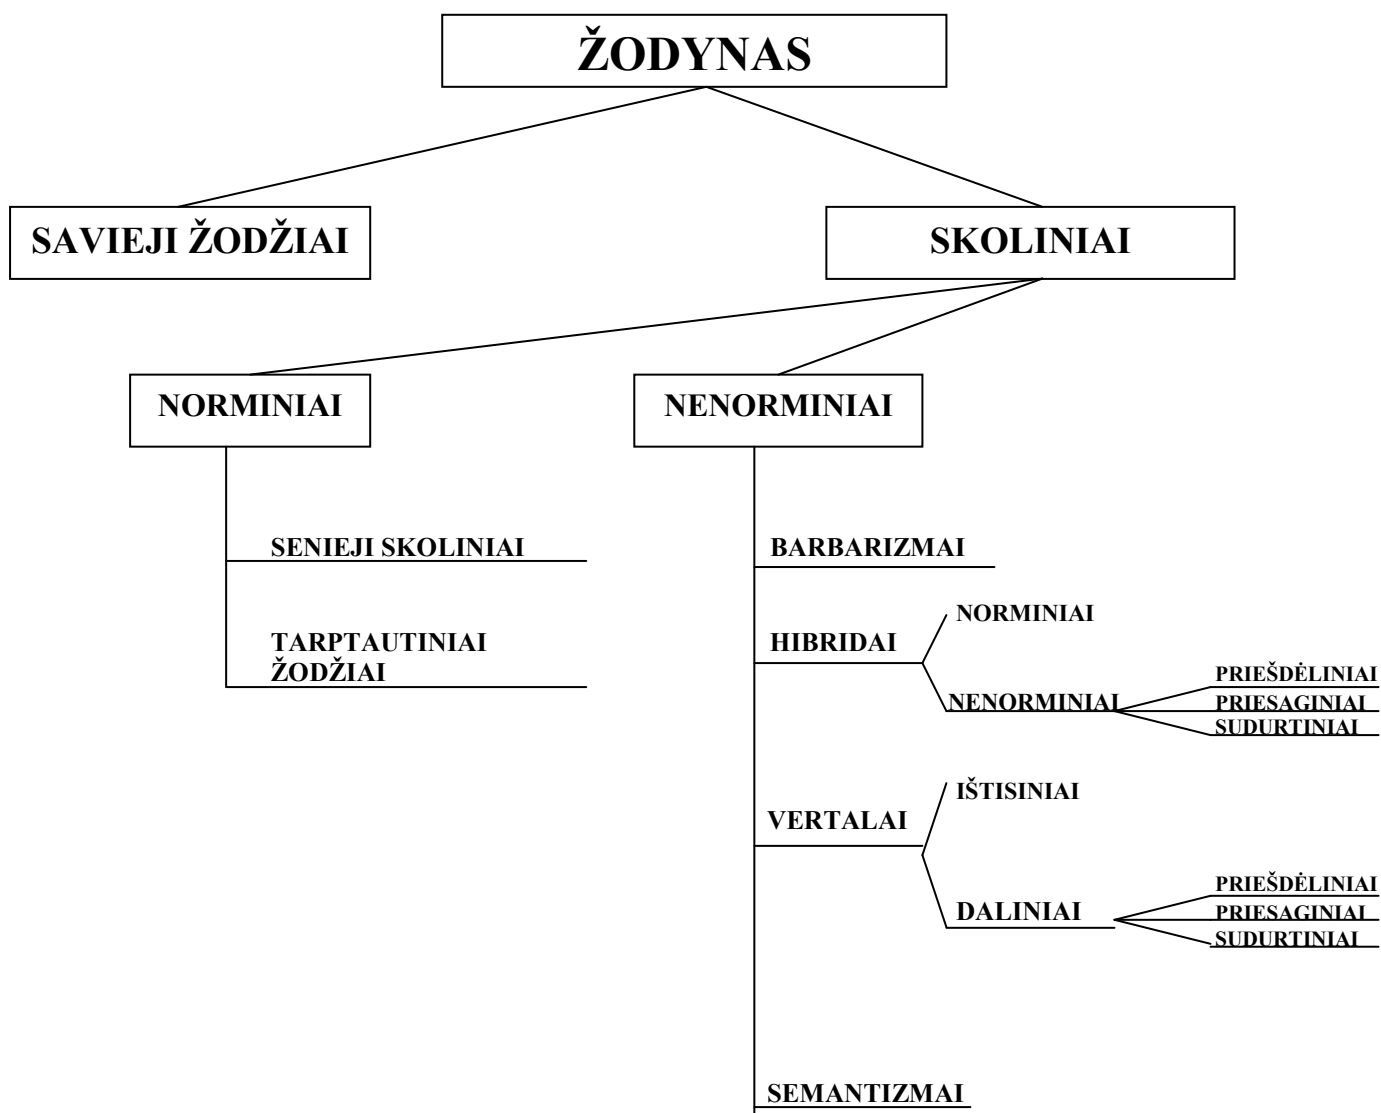 ŽODYNAS
SAVIEJI ŽODŽIAI
SKOLINIAI
NORMINIAI
NENORMINIAI
SENIEJI SKOLINIAI
TARPTAUTINIAI
ŽODŽIAI
BARBARIZMAI
HIBRIDAI
NORMINIAI
NENORMINIAI
PRIEŠDĖLINIAI
PRIESAGINIAI
SUDURTINIAI
VERTALAI
IŠTISINIAI
DALINIAI
PRIEŠDĖLINIAI
PRIESAGINIAI
SUDURTINIAI
SEMANTIZMAI